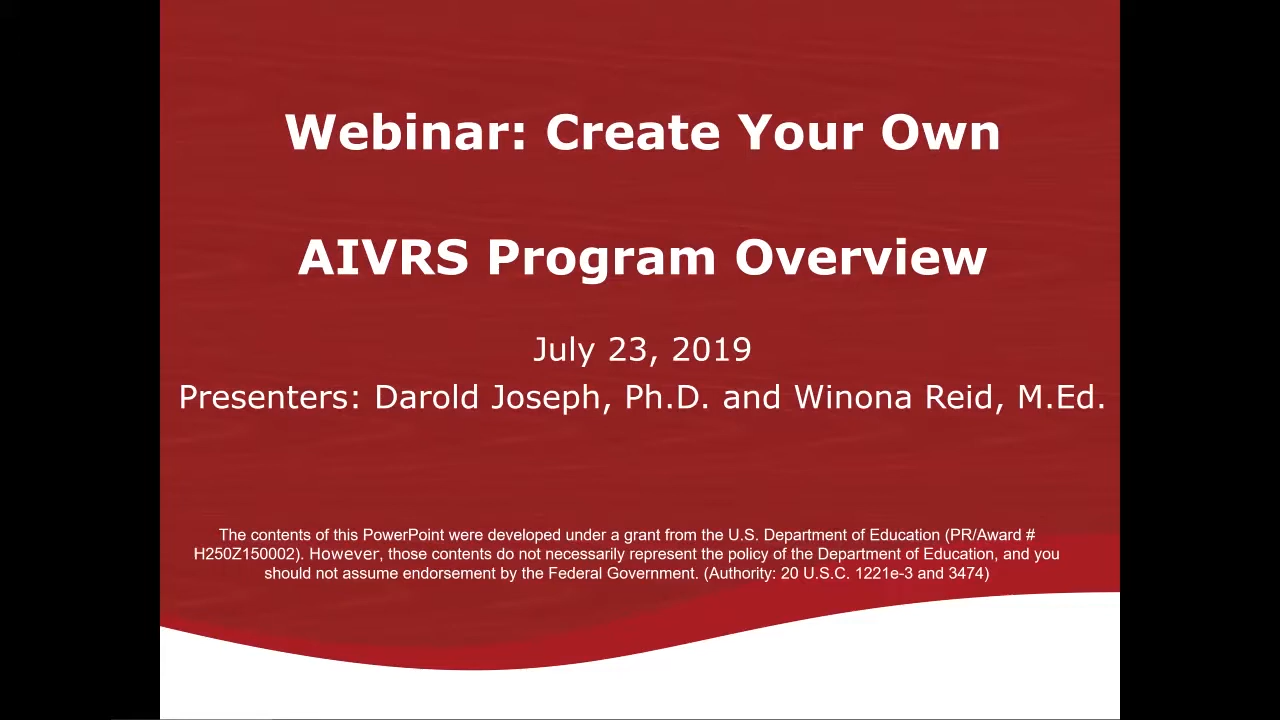 Webinar: Create Your Own
AIVRS Program Overview
July 23, 2019
Presenters: Darold Joseph, Ph.D. and Winona Reid, M.Ed.
The contents of this PowerPoint were developed under a grant from the U.S. Department of Education (PR/Award #
H250Z150002). However, those contents do not necessarily represent the policy of the Department of Education, and you
should not assume endorsement by the Federal Government. (Authority: 20 U.S.C. 1221e-3 and 3474)